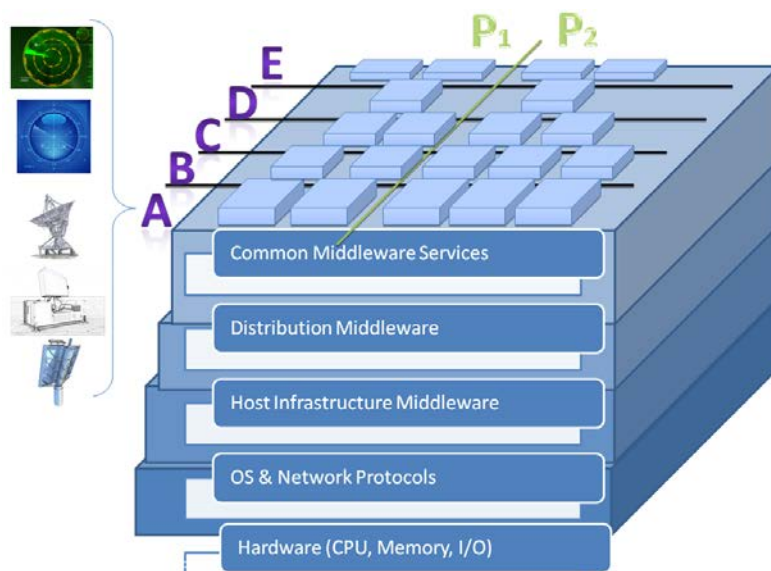 P1 P2
E
D
C
B
A
Common Middleware Services
Distribution Middleware
Host Infrastructure Middleware
OS & Network Protocols
Hardware (CPU, Memory, I/O)